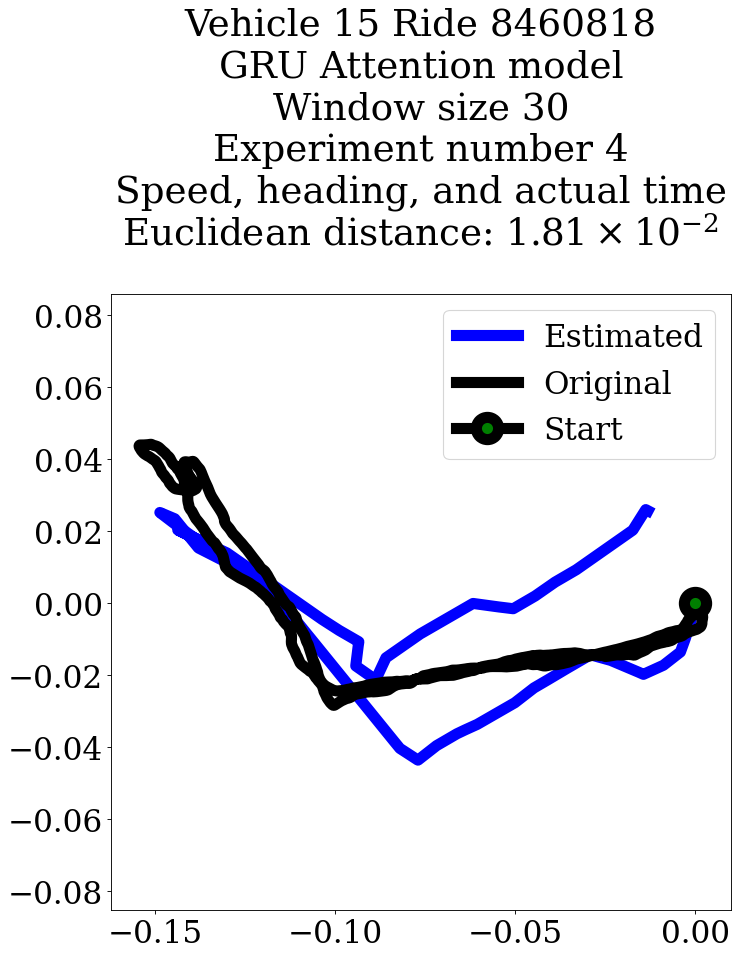 Vehicle 15 Ride 8460818
GRU Attention model
Window size 30
Experiment number 4
Speed, heading, and actual time
Euclidean distance: 1.81 × 10⁻²
Estimated
Original
Start
0.08
0.06
0.04
0.02
0.00
−0.02
−0.04
−0.06
−0.08
−0.15 −0.10 −0.05 0.00